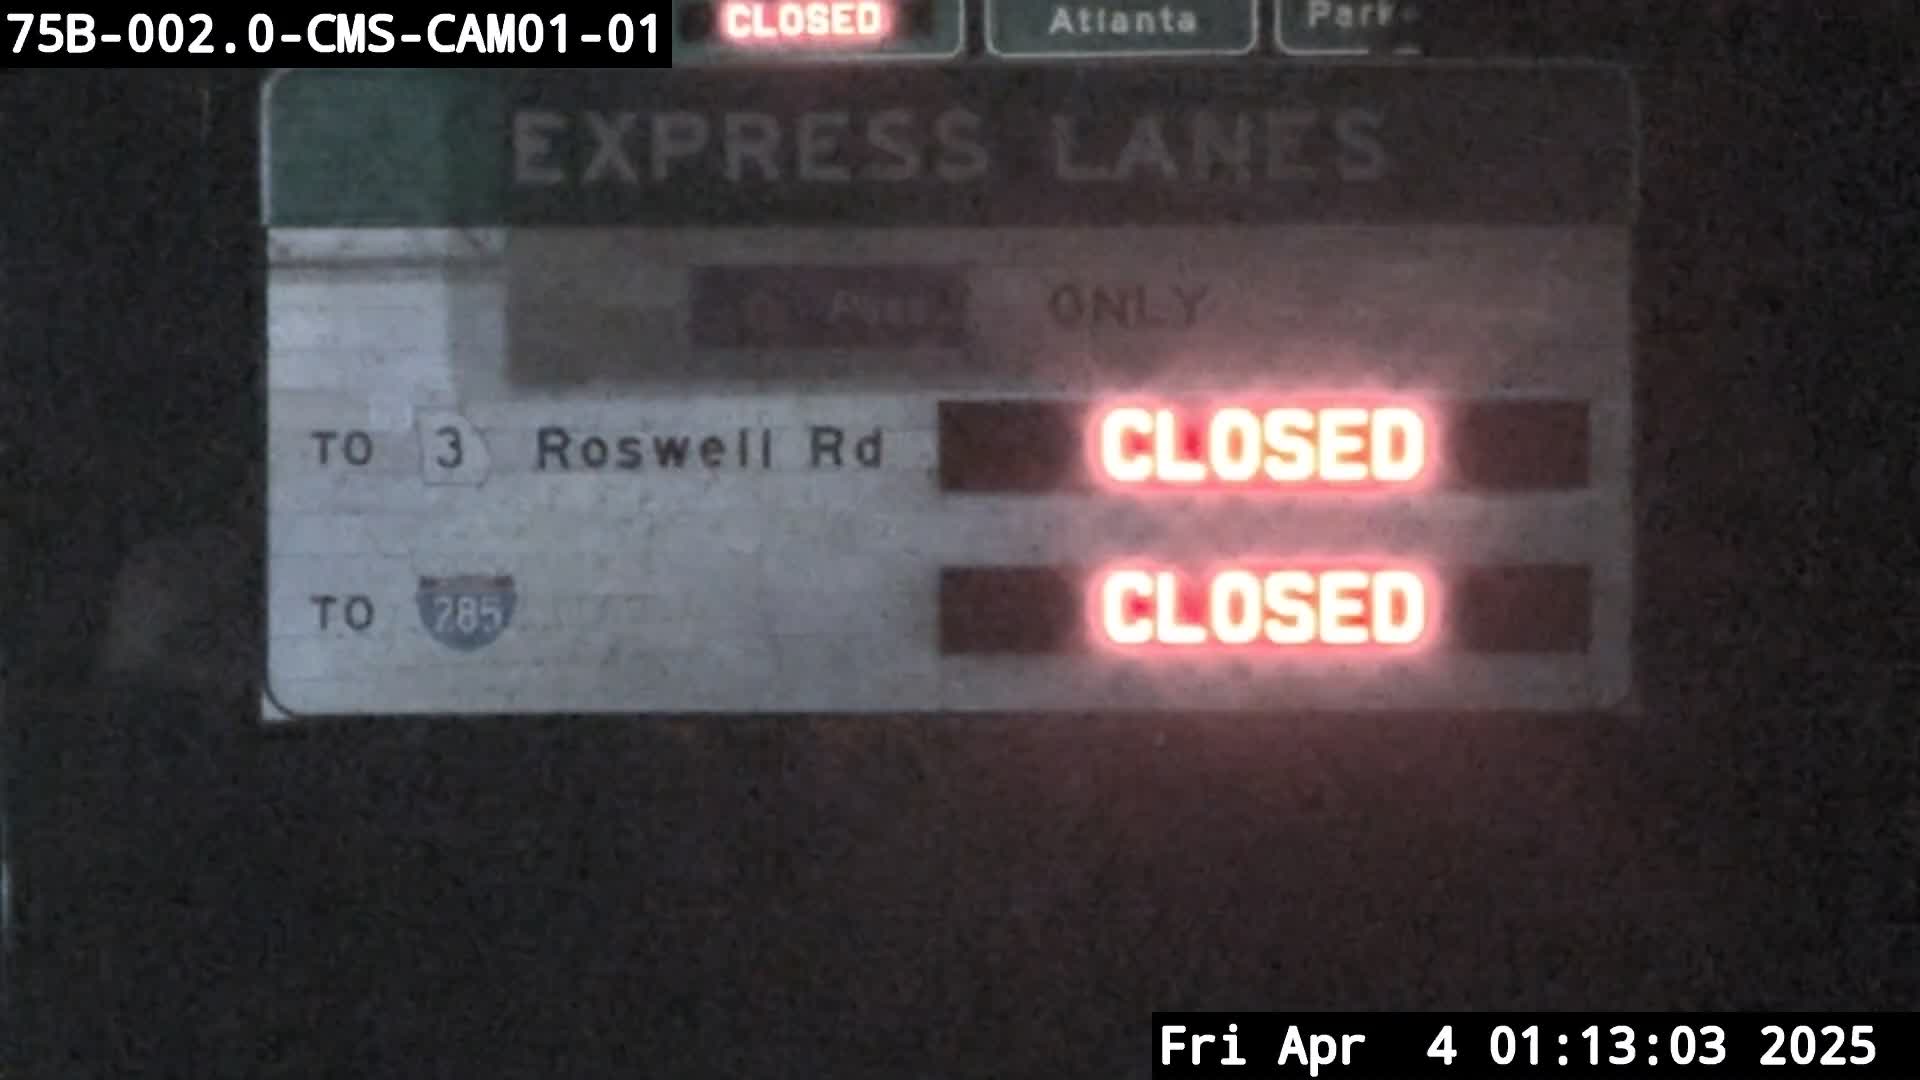 75B-002.0-CMS-CAM01-01
CLOSED
Atlanta
EXPRESS LANES
ONLY
TO 3 Roswell Rd CLOSED
TO 285 CLOSED
Fri Apr 4 01:13:03 2025